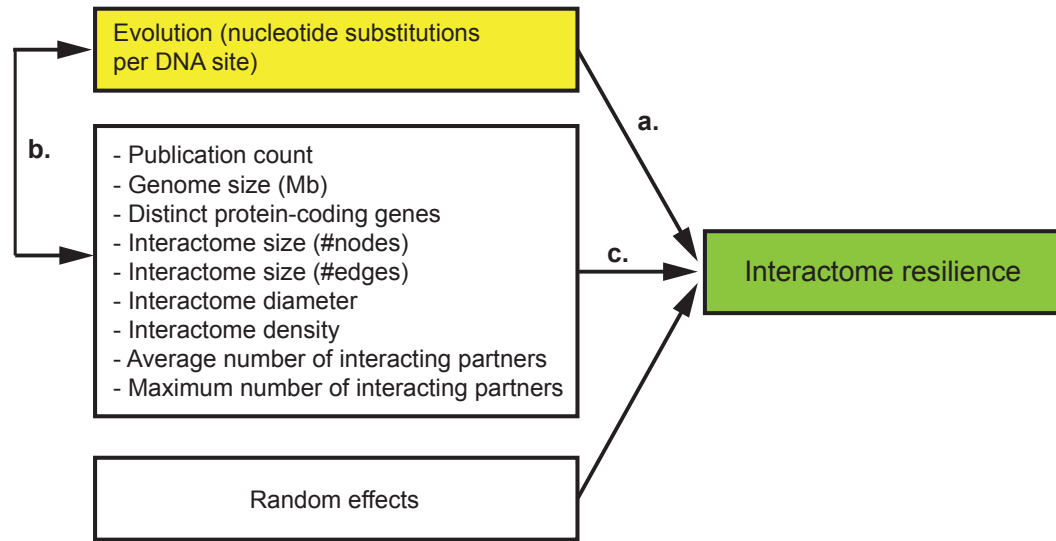 Evolution (nucleotide substitutions
per DNA site)
b.
a.
- Publication count
- Genome size (Mb)
- Distinct protein-coding genes
- Interactome size (#nodes)
- Interactome size (#edges)
- Interactome diameter
- Interactome density
- Average number of interacting partners
- Maximum number of interacting partners
c.
Interactome resilience
Random effects